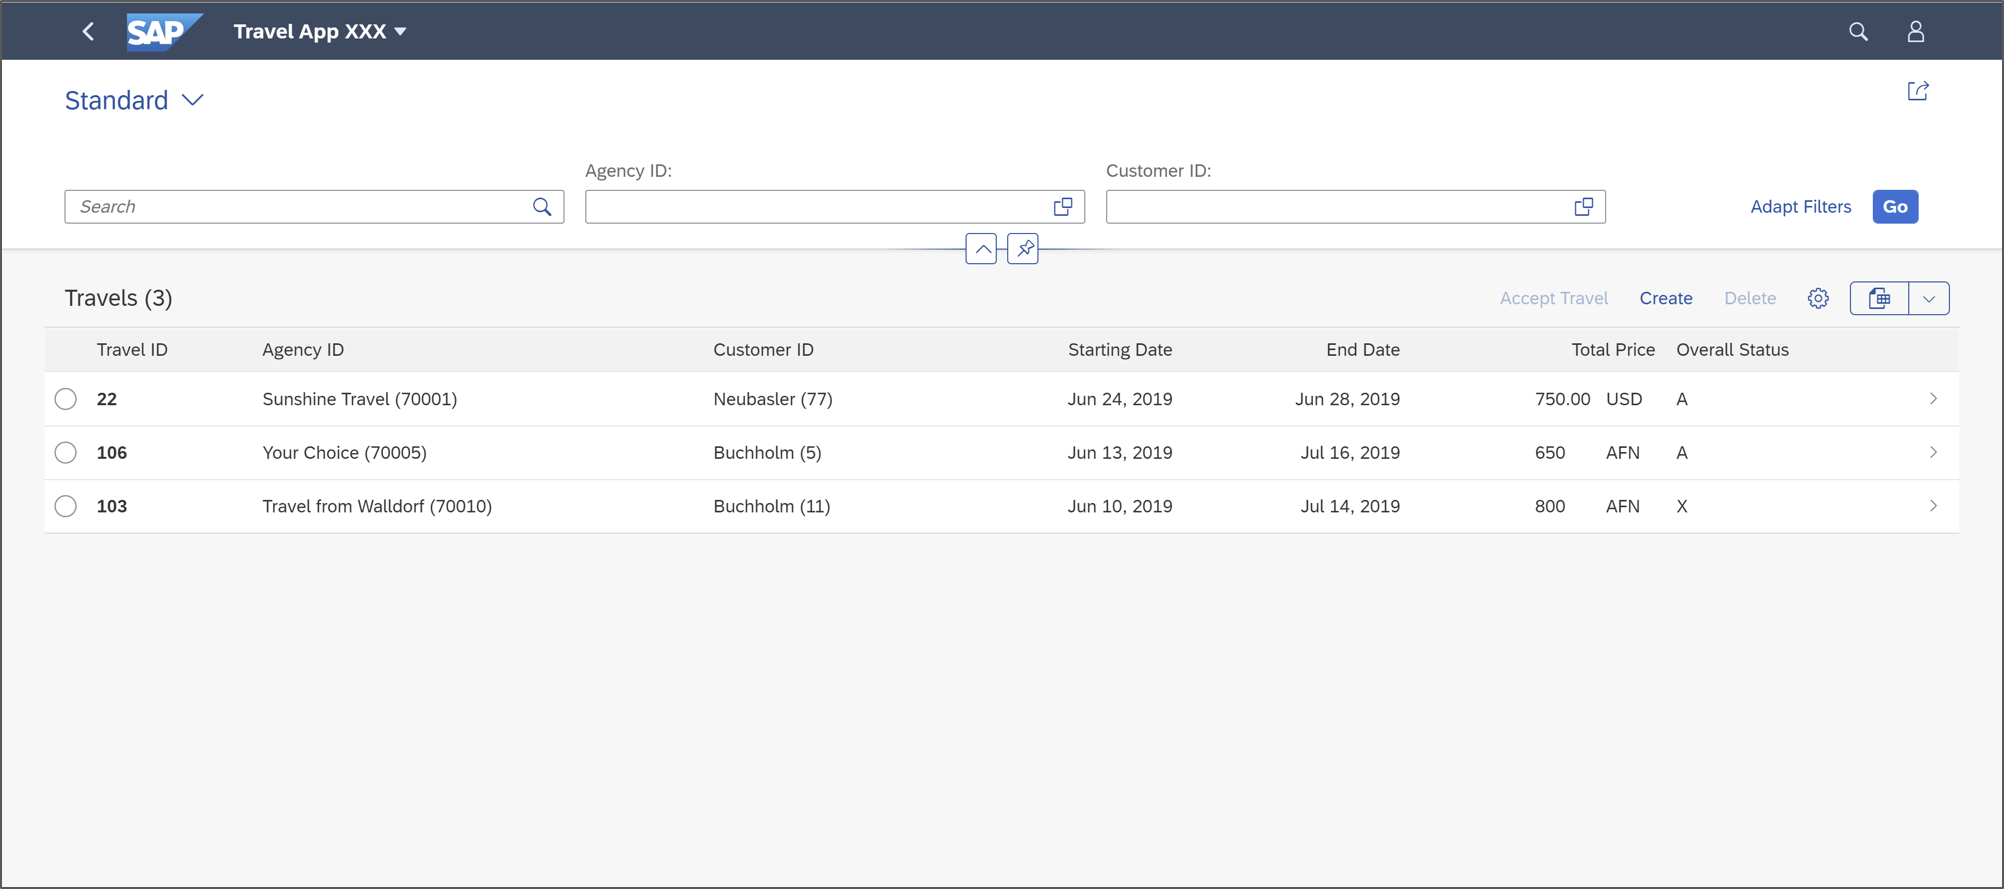 SAP Travel App XXX
Standard
Agency ID: Customer ID:
Search Adapt Filters Go
Travels (3) Accept Travel Create Delete
Travel ID Agency ID Customer ID Starting Date End Date Total Price Overall Status
22 Sunshine Travel (70001) Neubasler (77) Jun 24, 2019 Jun 28, 2019 750.00 USD A
106 Your Choice (70005) Buchholm (5) Jun 13, 2019 Jul 16, 2019 650 AFN A
103 Travel from Walldorf (70010) Buchholm (11) Jun 10, 2019 Jul 14, 2019 800 AFN X